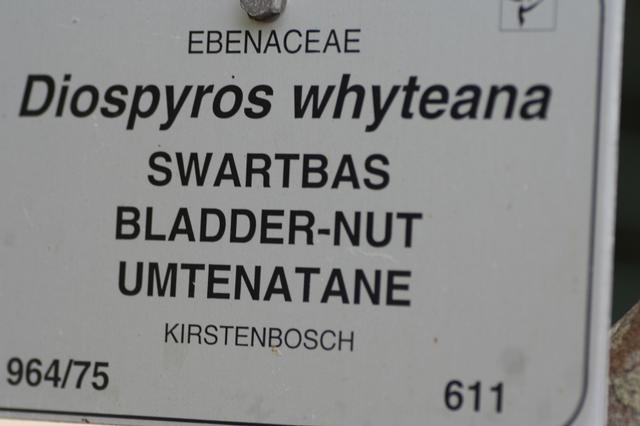 EBENACEAE
Diospyros whyteana
SWARTBAS
BLADDER-NUT
UMTENATANE
KIRSTENBOSCH
964/75
611